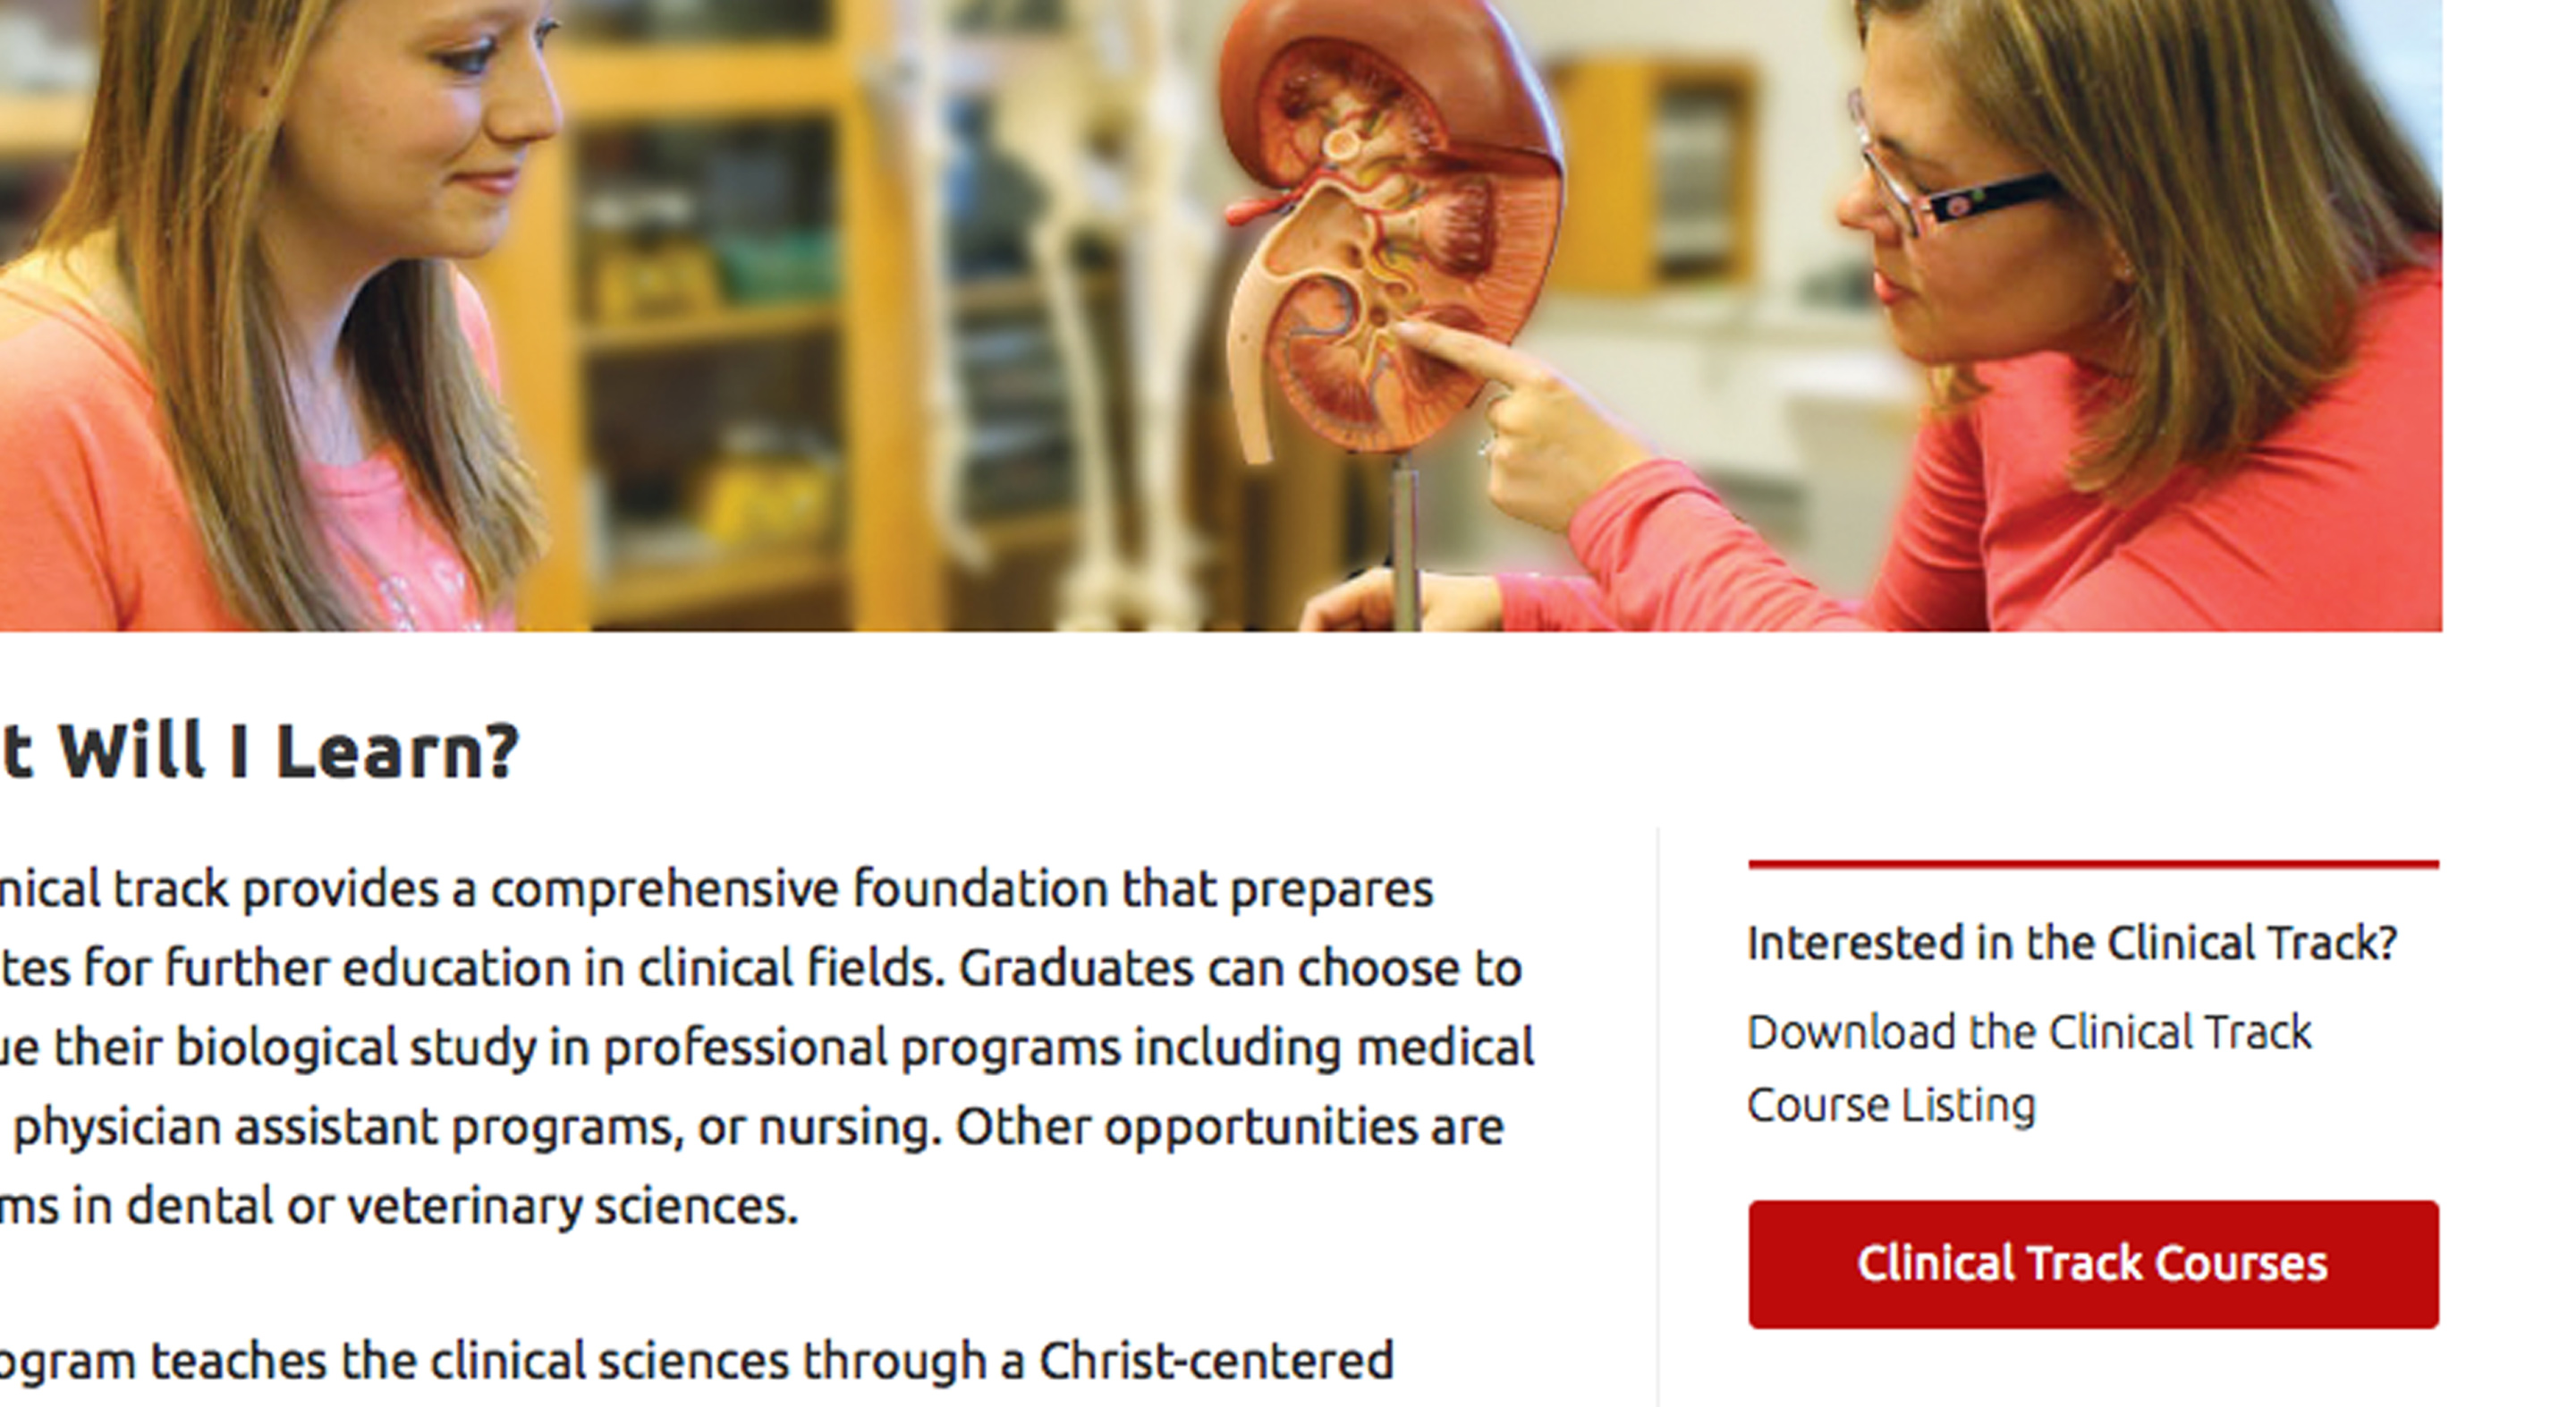 t Will I Learn?
nical track provides a comprehensive foundation that prepares
tes for further education in clinical fields. Graduates can choose to
ue their biological study in professional programs including medical
physician assistant programs, or nursing. Other opportunities are
ms in dental or veterinary sciences.
ogram teaches the clinical sciences through a Christ-centered
Interested in the Clinical Track?
Download the Clinical Track
Course Listing
Clinical Track Courses